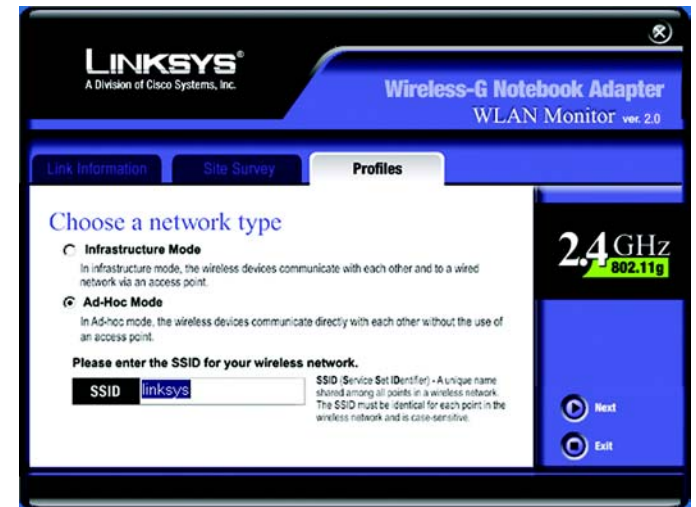 LINKSYS®
A Division of Cisco Systems, Inc.
Wireless-G Notebook Adapter
WLAN Monitor ver. 2.0
Link Information
Site Survey
Profiles
Choose a network type
Infrastructure Mode
In infrastructure mode, the wireless devices communicate with each other and to a wired
network via an access point.
Ad-Hoc Mode
In Ad-hoc mode, the wireless devices communicate directly with each other without the use of
an access point.
Please enter the SSID for your wireless network.
SSID
linksys
SSID (Service Set IDentifer) - A unique name
shared among all points in a wireless network.
The SSID must be identical for each point in the
wireless network and is case-sensitive.
2.4 GHz
802.11g
Next
Exit